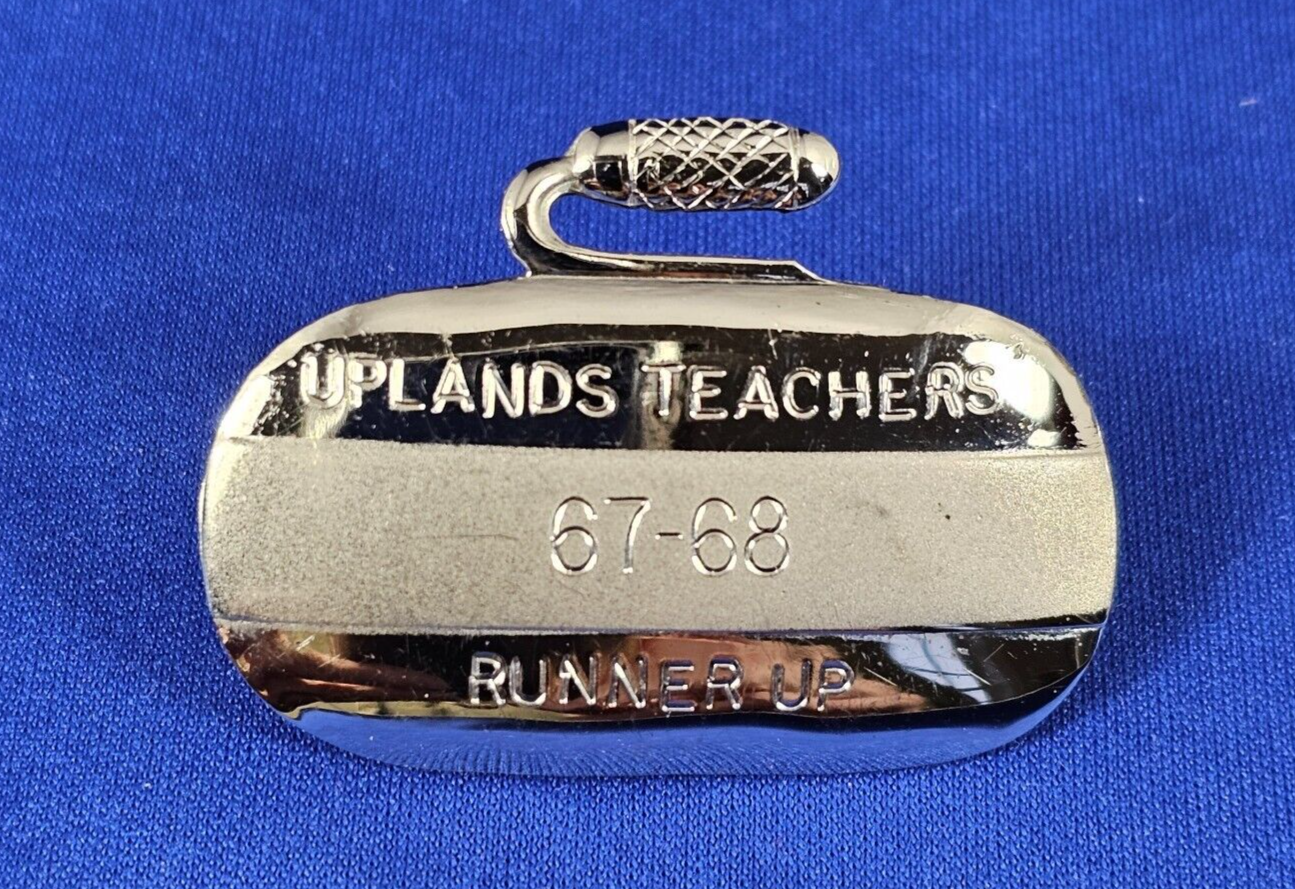 UPLANDS TEACHERS
67-68
RUNNER UP